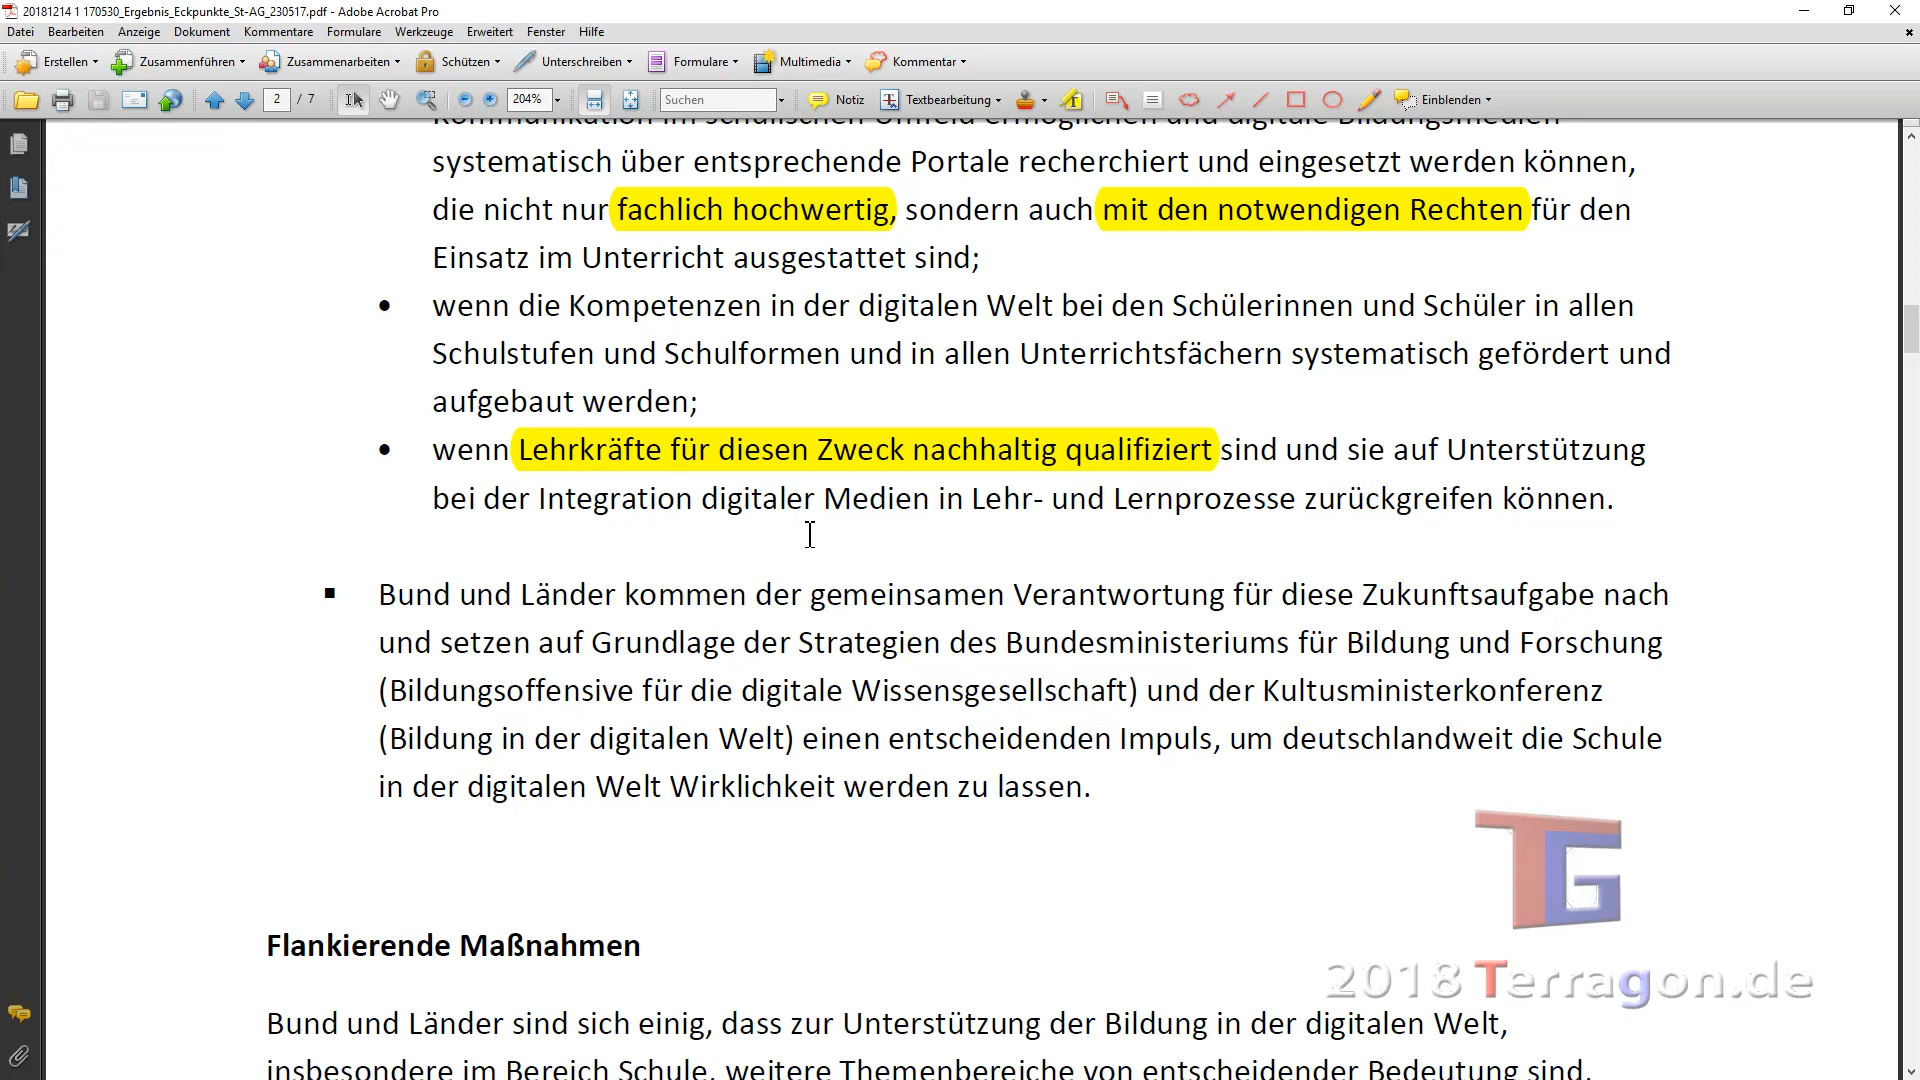 20181214 1 170530_Ergebnis_Eckpunkte_St-AG_230517.pdf - Adobe Acrobat Pro
Datei Bearbeiten Anzeige Dokument Kommentare Formulare Werkzeuge Erweitert Fenster Hilfe
Erstellen Zusammenführen Zusammenarbeiten Schützen Unterschreiben Formulare Multimedia Kommentar
2 / 7 204% Suchen Notiz Textbearbeitung Einblenden
Kommunikation im schulischen Umfeld ermöglichen und digitale Bildungsmedien
systematisch über entsprechende Portale recherchiert und eingesetzt werden können,
die nicht nur fachlich hochwertig, sondern auch mit den notwendigen Rechten für den
Einsatz im Unterricht ausgestattet sind;
• wenn die Kompetenzen in der digitalen Welt bei den Schülerinnen und Schüler in allen
Schulstufen und Schulformen und in allen Unterrichtsfächern systematisch gefördert und
aufgebaut werden;
• wenn Lehrkräfte für diesen Zweck nachhaltig qualifiziert sind und sie auf Unterstützung
bei der Integration digitaler Medien in Lehr- und Lernprozesse zurückgreifen können.
▪ Bund und Länder kommen der gemeinsamen Verantwortung für diese Zukunftsaufgabe nach
und setzen auf Grundlage der Strategien des Bundesministeriums für Bildung und Forschung
(Bildungsoffensive für die digitale Wissensgesellschaft) und der Kultusministerkonferenz
(Bildung in der digitalen Welt) einen entscheidenden Impuls, um deutschlandweit die Schule
in der digitalen Welt Wirklichkeit werden zu lassen.
TG
Flankierende Maßnahmen
2018 Terragon.de
Bund und Länder sind sich einig, dass zur Unterstützung der Bildung in der digitalen Welt,
insbesondere im Bereich Schule, weitere Themenbereiche von entscheidender Bedeutung sind,